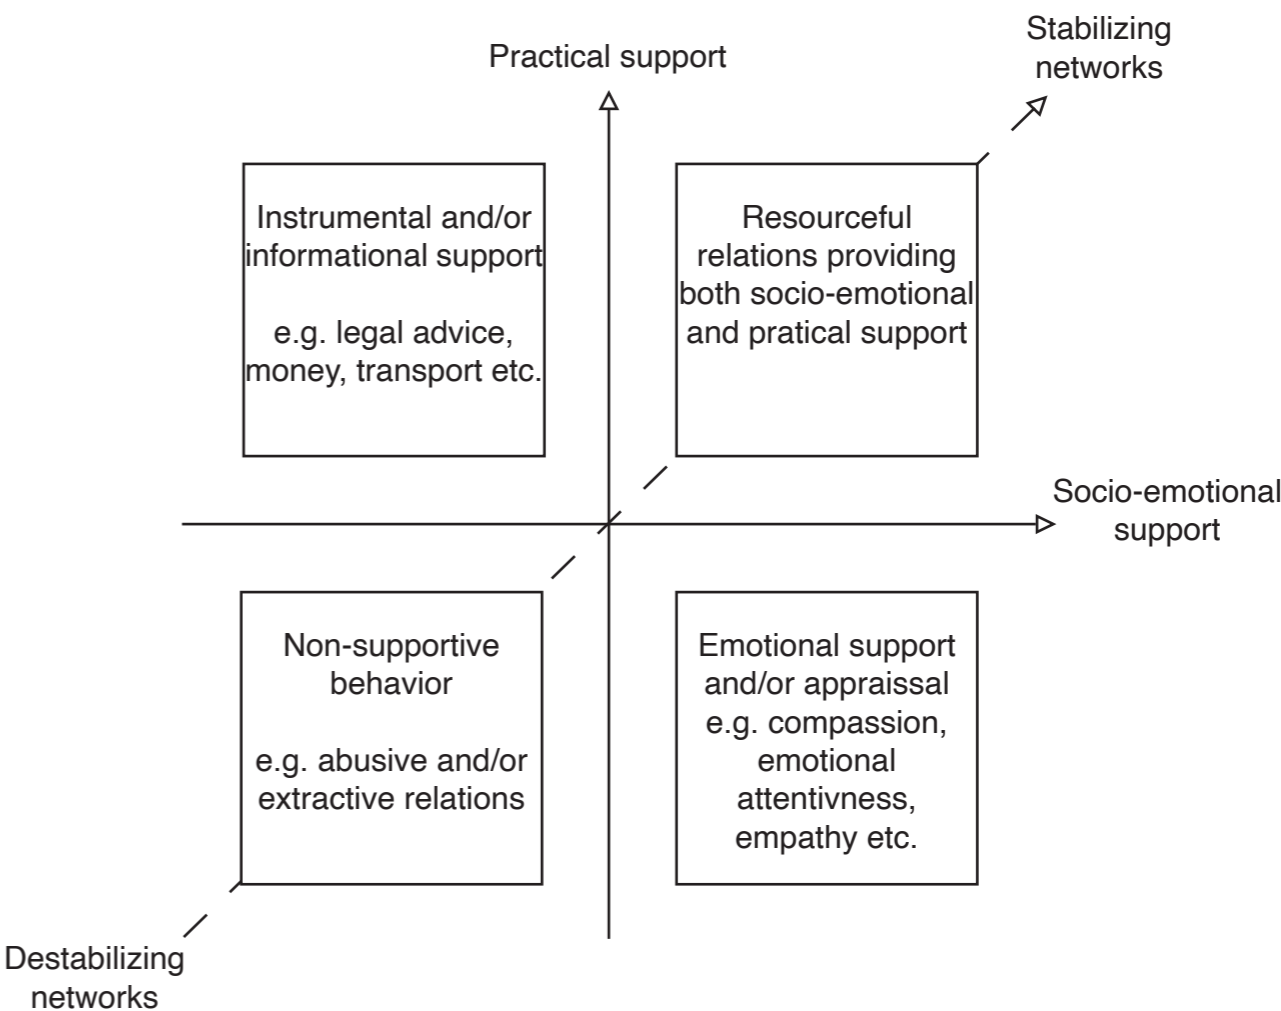 Practical support
Stabilizing
networks
Instrumental and/or
informational support
e.g. legal advice,
money, transport etc.
Resourceful
relations providing
both socio-emotional
and pratical support
Socio-emotional
support
Non-supportive
behavior
e.g. abusive and/or
extractive relations
Emotional support
and/or appraissal
e.g. compassion,
emotional
attentivness,
empathy etc.
Destabilizing
networks